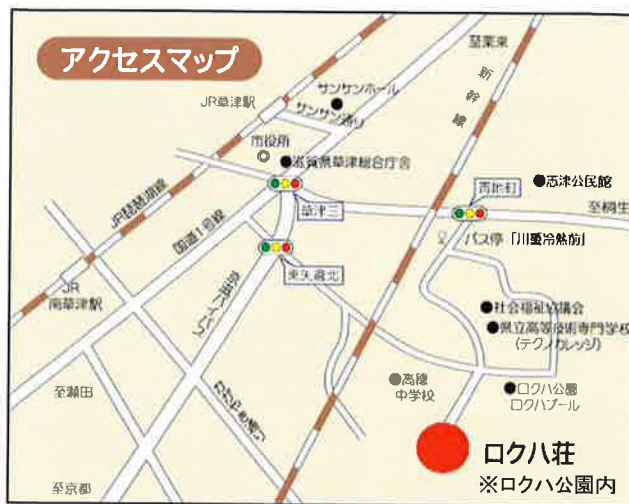 アクセスマップ
至栗東
新幹線
サンサンホール
JR草津駅
サンサン通り
市役所
滋賀県草津総合庁舎
草津三
青地町
志津公民館
至桐生
JR琵琶湖線
国道1号線
バス停「川重冷熱前」
東矢倉北
京滋バイパス
JR
南草津駅
社会福祉協議会
県立高等技術専門学校
(テクノカレッジ)
高穂
中学校
ロクハ公園
ロクハプール
至瀬田
至京都
ロクハ荘
※ロクハ公園内